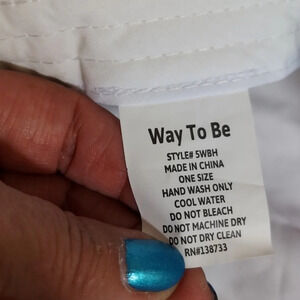 Way To Be
STYLE# 5WBH
MADE IN CHINA
ONE SIZE
HAND WASH ONLY
COOL WATER
DO NOT BLEACH
DO NOT MACHINE DRY
DO NOT DRY CLEAN
RN#138733